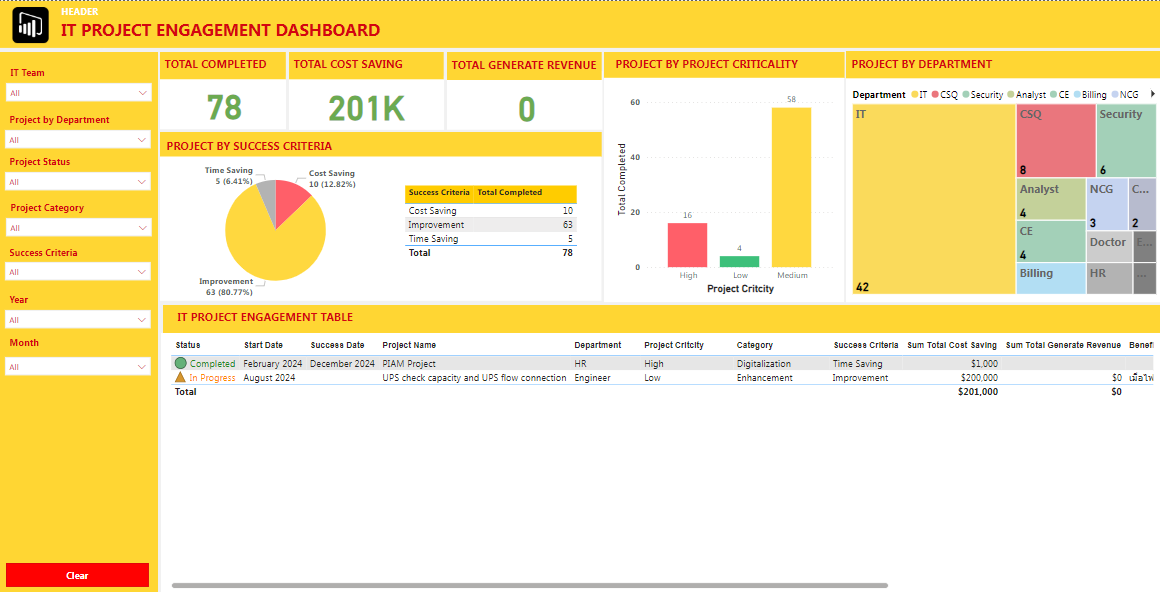 HEADER
IT PROJECT ENGAGEMENT DASHBOARD
IT Team
All
Project by Department
All
Project Status
All
Project Category
All
Success Criteria
All
Year
All
Month
All
Clear
TOTAL COMPLETED
78
TOTAL COST SAVING
201K
TOTAL GENERATE REVENUE
0
PROJECT BY SUCCESS CRITERIA
Time Saving
5 (6.41%)
Cost Saving
10 (12.82%)
Improvement
63 (80.77%)
Success Criteria Total Completed
Cost Saving 10
Improvement 63
Time Saving 5
Total 78
PROJECT BY PROJECT CRITICALITY
Total Completed
60
40
20
0
16
4
58
High Low Medium
Project Critcity
PROJECT BY DEPARTMENT
Department IT CSQ Security Analyst CE Billing NCG
IT
42
CSQ
8
Security
6
Analyst
4
CE
4
Billing
NCG
3
C...
2
Doctor
E...
HR
...
IT PROJECT ENGAGEMENT TABLE
Status Start Date Success Date Project Name Department Project Critcity Category Success Criteria Sum Total Cost Saving Sum Total Generate Revenue Benefi
Completed February 2024 December 2024 PIAM Project HR High Digitalization Time Saving $1,000
In Progress August 2024 UPS check capacity and UPS flow connection Engineer Low Enhancement Improvement $200,000 $0 เมื่อไฟ
Total $201,000 $0